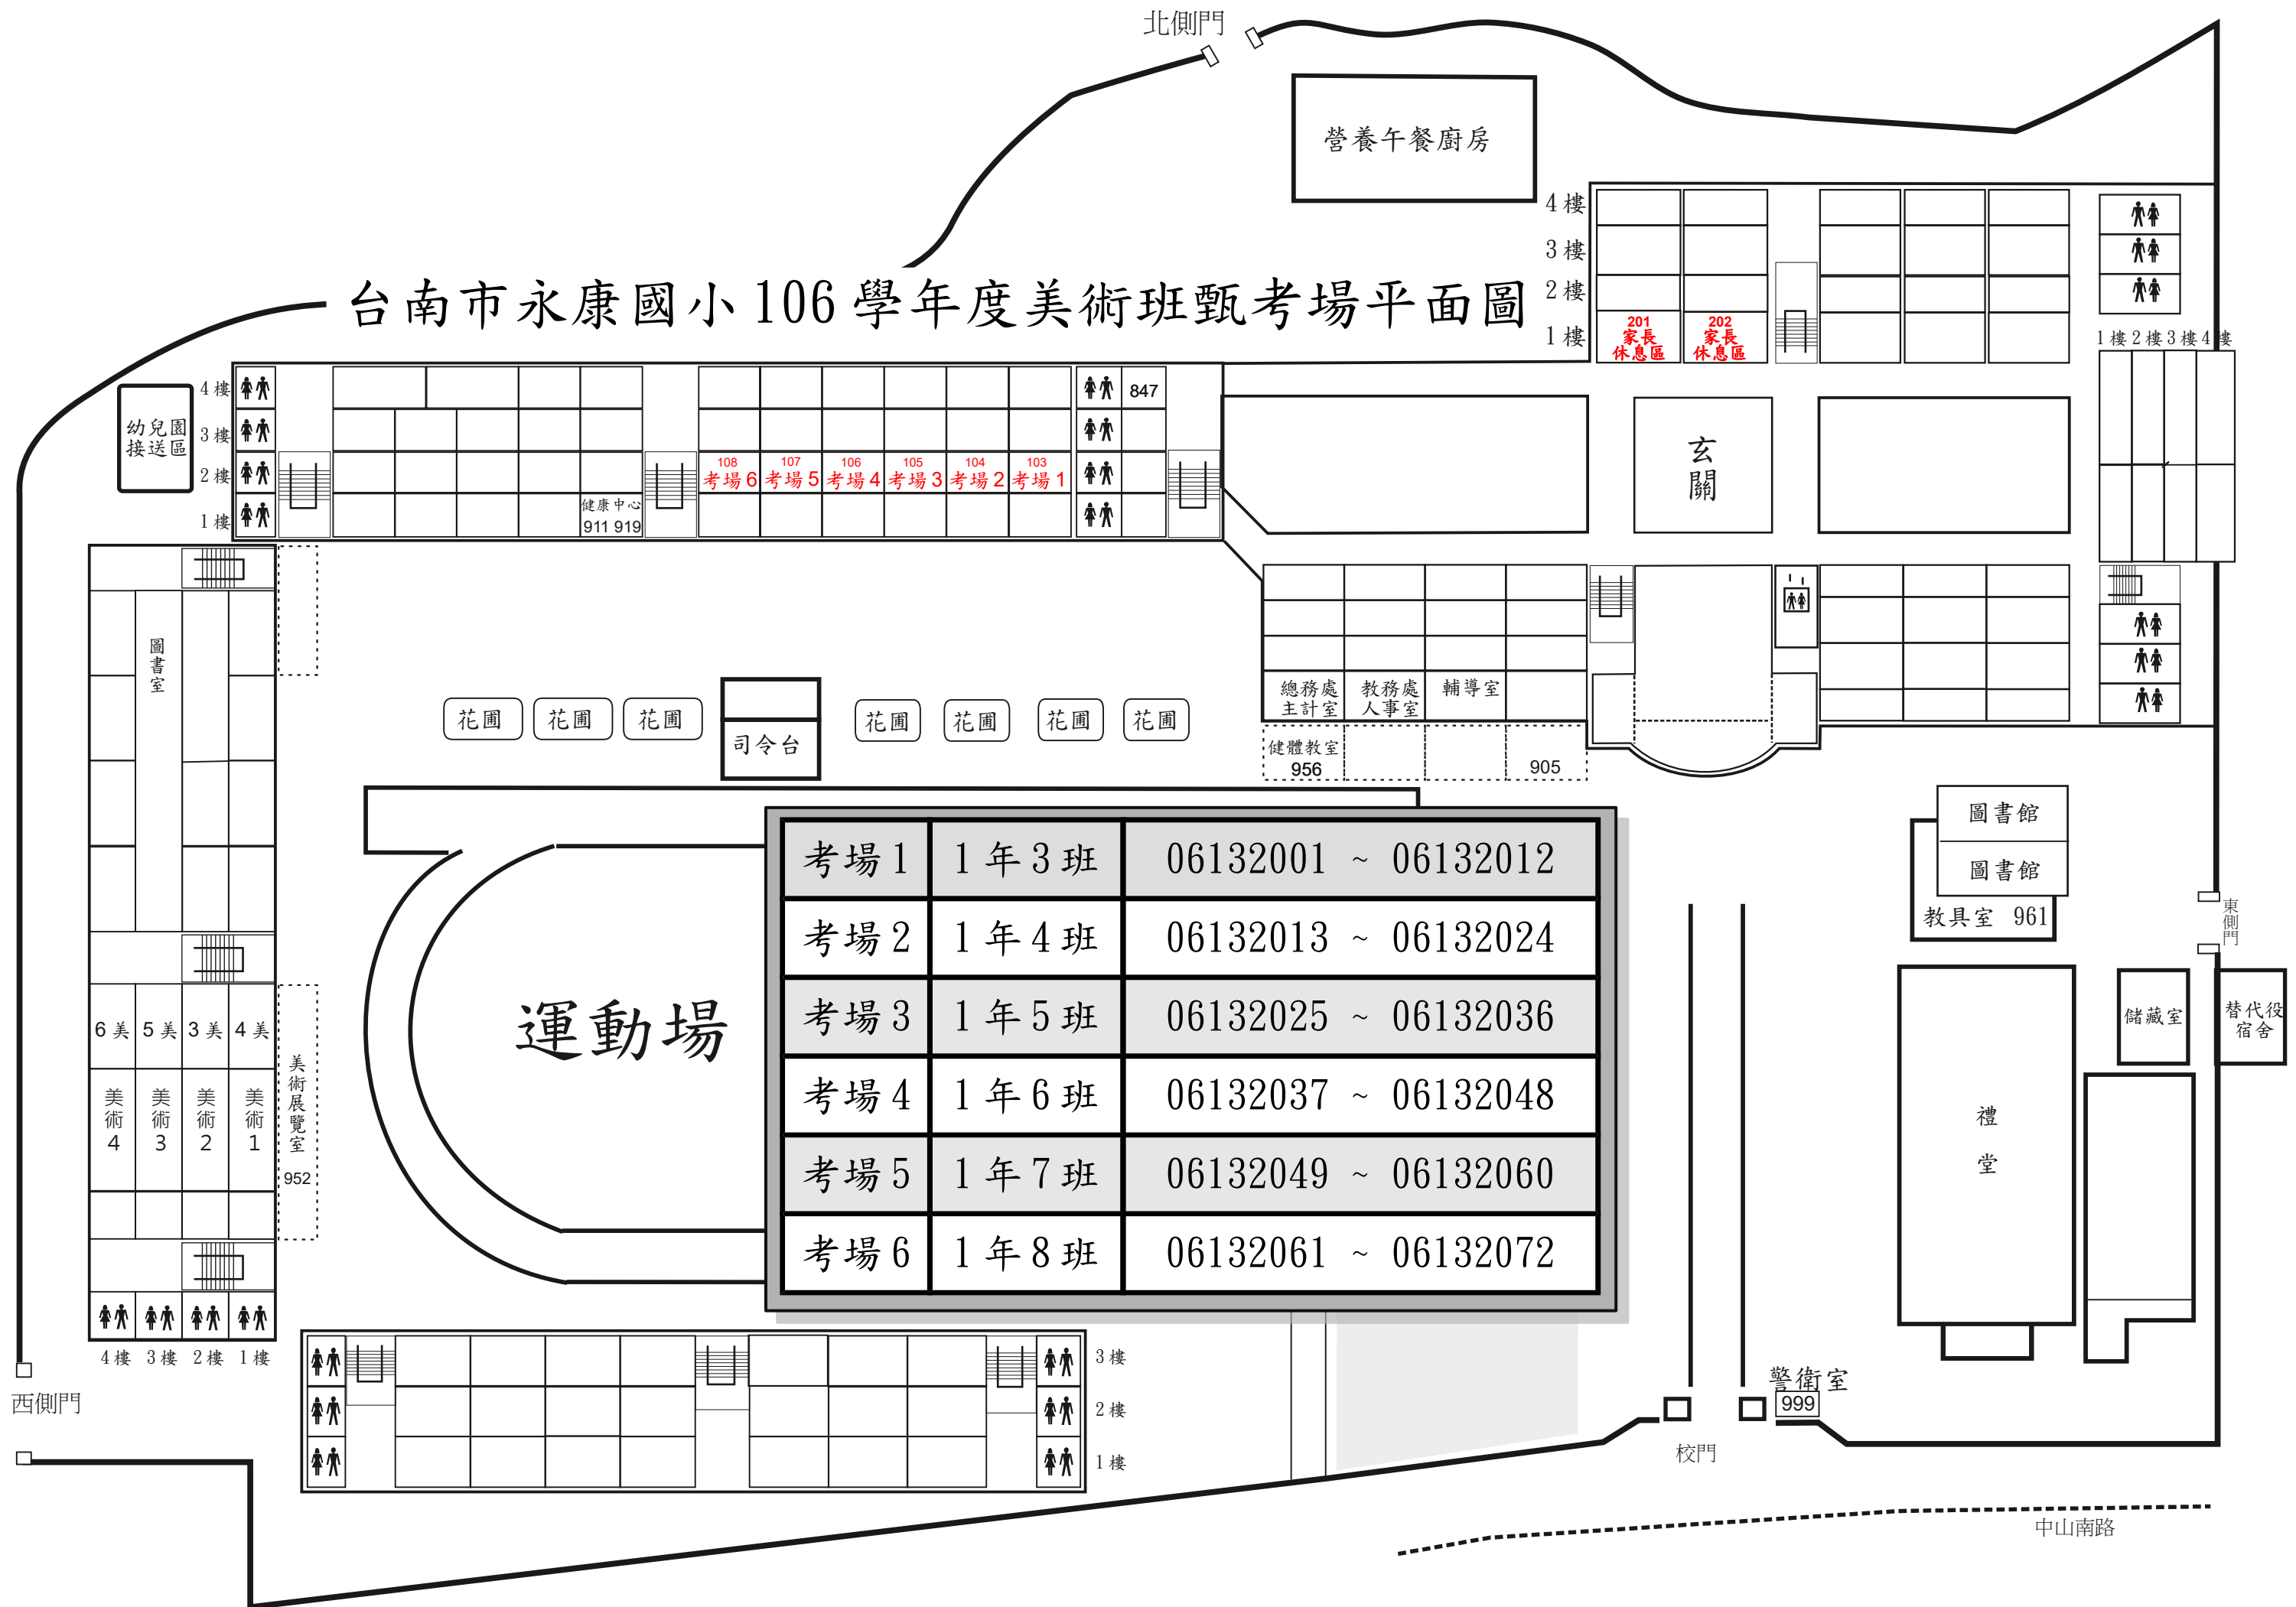 北側門
營養午餐廚房
台南市永康國小106學年度美術班甄考場平面圖
4樓
3樓
2樓
1樓
201
家長
休息區
202
家長
休息區
1樓2樓3樓4樓
幼兒園
接送區
4樓
3樓
2樓
1樓
847
108
考場6
107
考場5
106
考場4
105
考場3
104
考場2
103
考場1
健康中心
911 919
玄關
圖書室
花圃
花圃
花圃
司令台
花圃
花圃
花圃
花圃
總務處
主計室
教務處
人事室
輔導室
健體教室
956
905
圖書館
圖書館
教具室 961
東側門
考場1 1年3班 06132001 ~ 06132012
考場2 1年4班 06132013 ~ 06132024
考場3 1年5班 06132025 ~ 06132036
考場4 1年6班 06132037 ~ 06132048
考場5 1年7班 06132049 ~ 06132060
考場6 1年8班 06132061 ~ 06132072
運動場
6美
5美
3美
4美
美術4
美術3
美術2
美術1
美術展覽室
952
儲藏室
替代役
宿舍
禮堂
4樓
3樓
2樓
1樓
西側門
3樓
2樓
1樓
警衛室
999
校門
中山南路